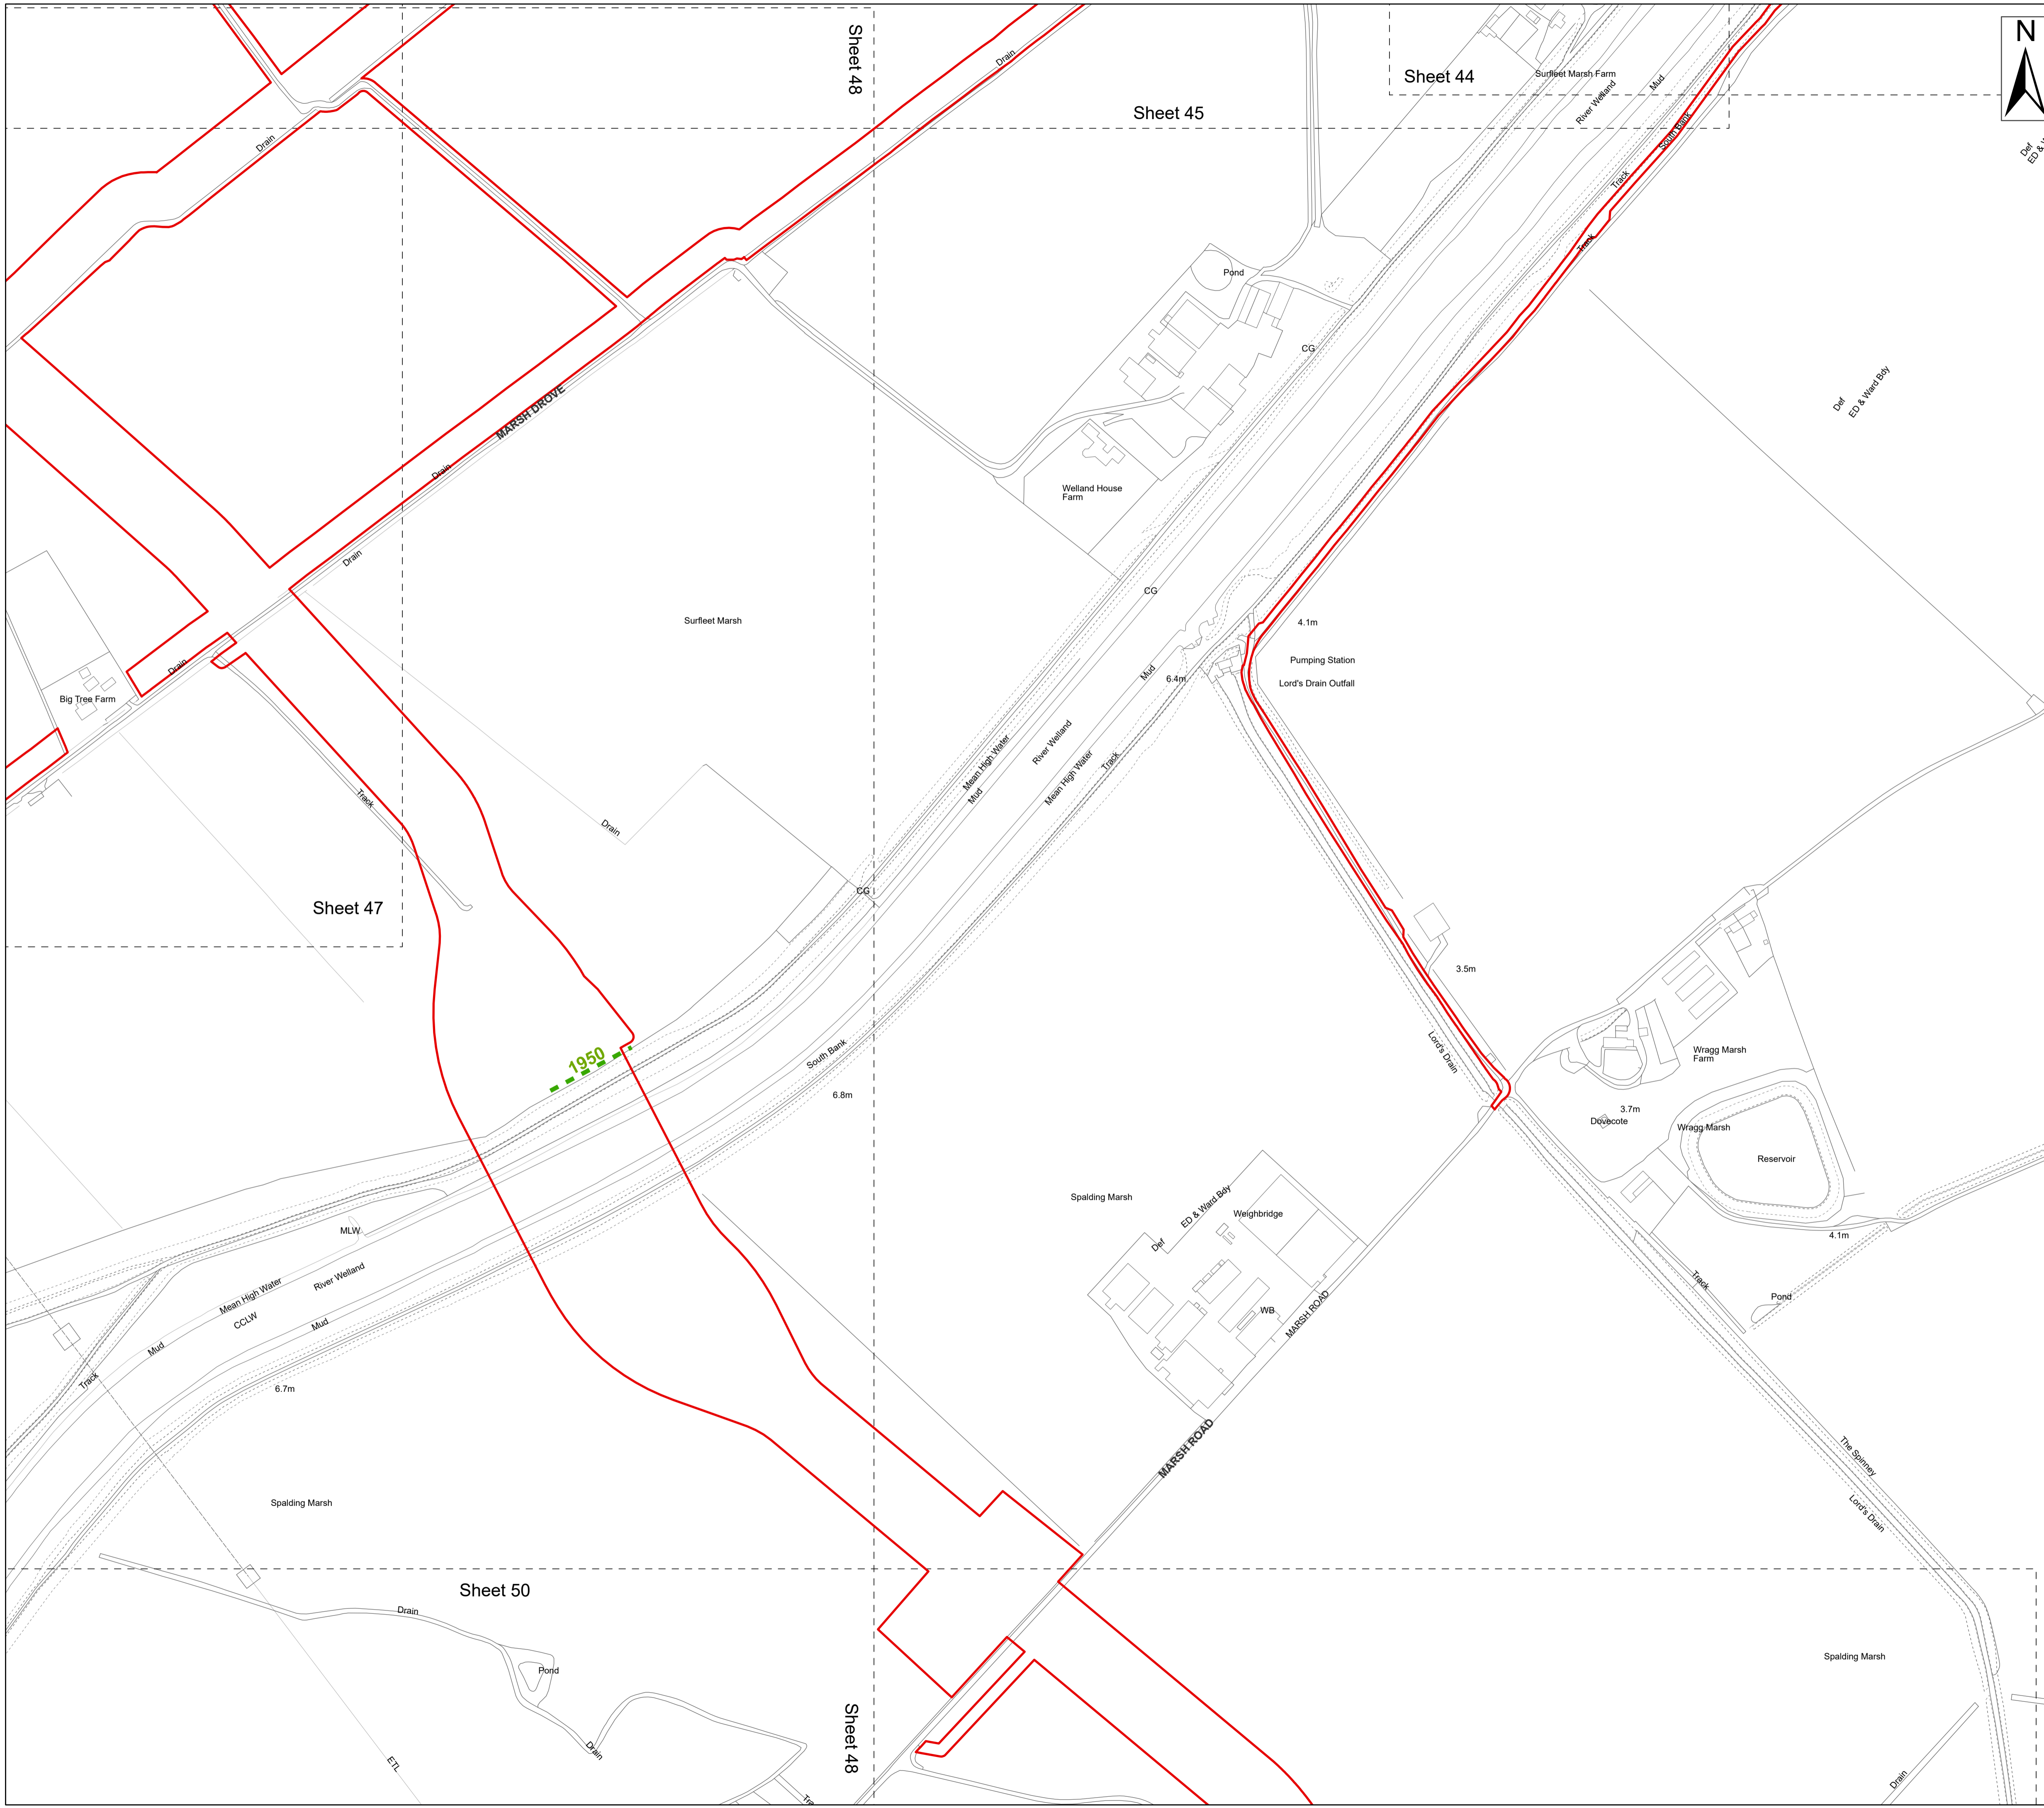 N
Sheet 48
Sheet 44
Surfleet Marsh Farm
Drain
Sheet 45
River Welland
Mud
South Bank
Drain
Def
Track
Track
Pond
CG
MARSH DROVE
Def
ED & Ward Bdy
Drain
Welland House
Farm
Drain
CG
Surfleet Marsh
4.1m
Pumping Station
Lord's Drain Outfall
Drain
Big Tree Farm
Mud
6.4m
River Welland
Mean High Water
Mean High Water
Track
Mud
Track
Drain
CG
Sheet 47
3.5m
1950
South Bank
Lord's Drain
Wragg Marsh
Farm
6.8m
3.7m
Dovecote
Wragg Marsh
Reservoir
Spalding Marsh
ED & Ward Bdy
Def
Weighbridge
MLW
4.1m
River Welland
Mean High Water
CCLW
Mud
Track
Pond
WB
MARSH ROAD
Mud
Track
6.7m
MARSH ROAD
The Spinney
Spalding Marsh
Lord's Drain
Sheet 50
Drain
Pond
Spalding Marsh
Sheet 48
Drain
ETL
Drain